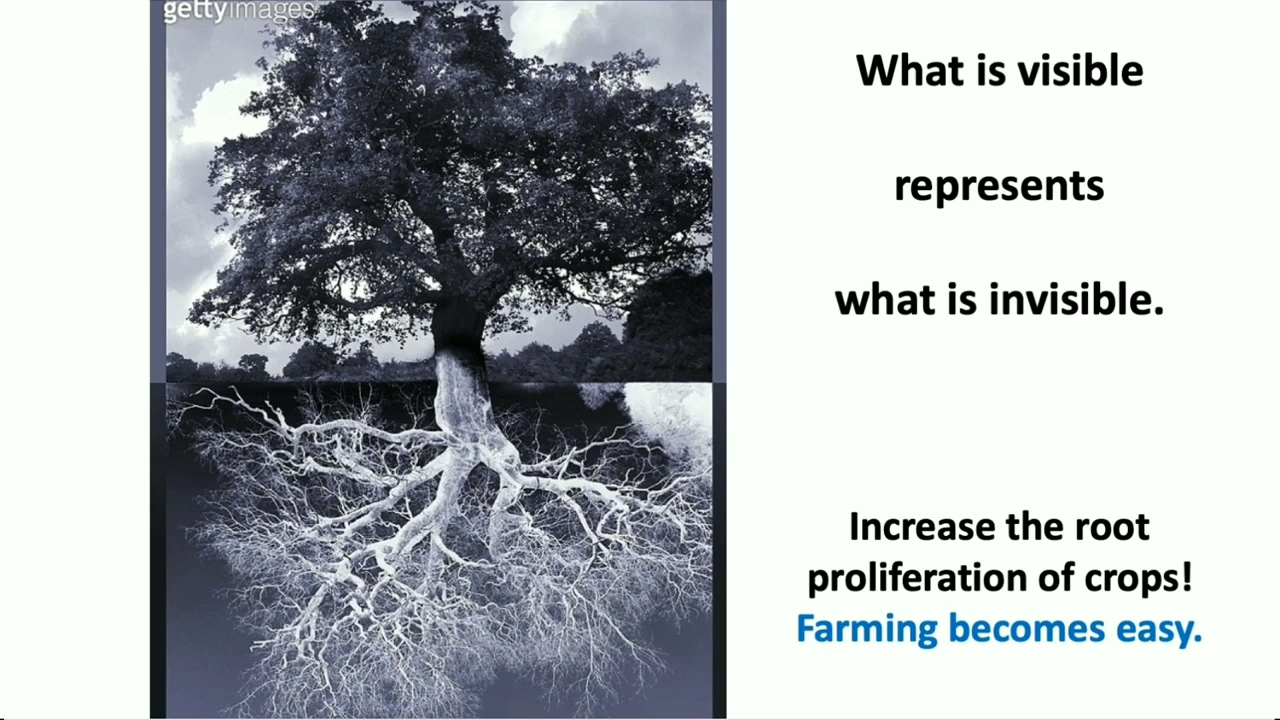 gettyimages
What is visible
represents
what is invisible.
Increase the root
proliferation of crops!
Farming becomes easy.